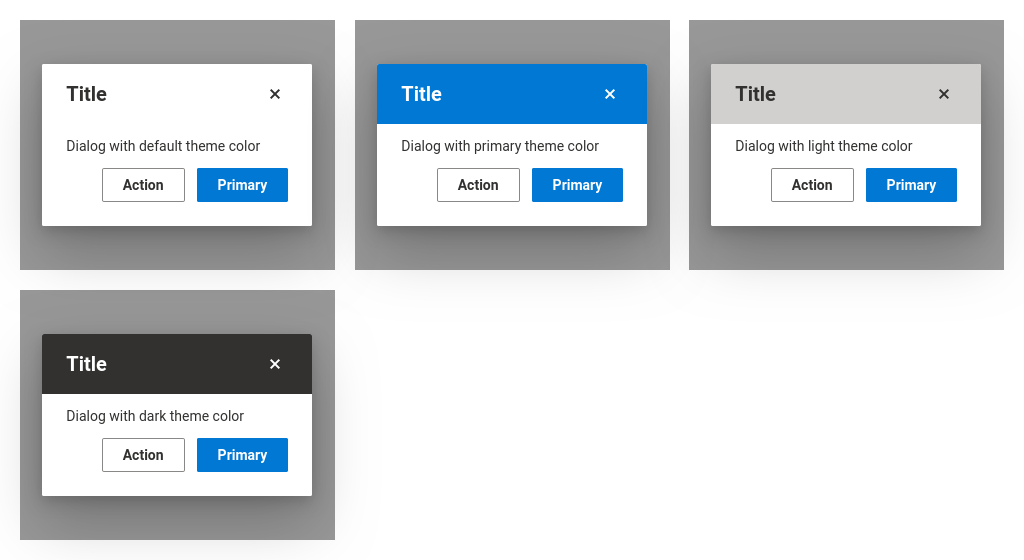 Title ×
Dialog with default theme color
Action Primary
Title ×
Dialog with primary theme color
Action Primary
Title ×
Dialog with light theme color
Action Primary
Title ×
Dialog with dark theme color
Action Primary